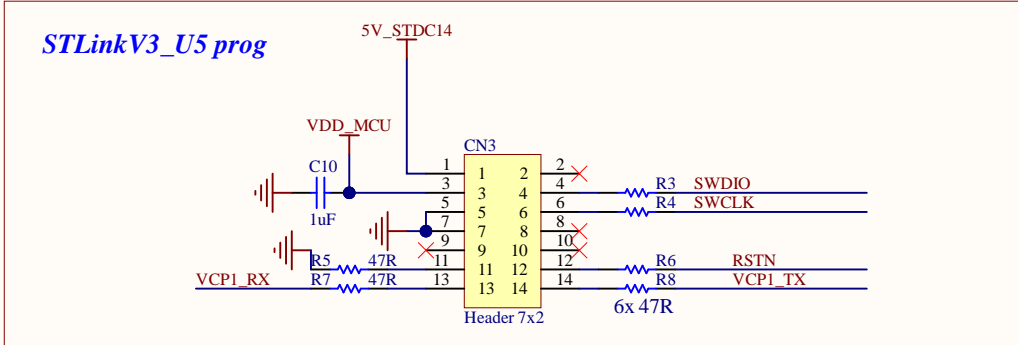 STLinkV3_U5 prog
5V_STDC14
VDD_MCU
C10
1uF
CN3
1 1 2 2
3 3 4 4 R3 SWDIO
5 5 6 6 R4 SWCLK
7 7 8 8
9 9 10 10
R5 47R 11 11 12 12 R6 RSTN
VCP1_RX R7 47R 13 13 14 14 R8 VCP1_TX
Header 7x2
6x 47R